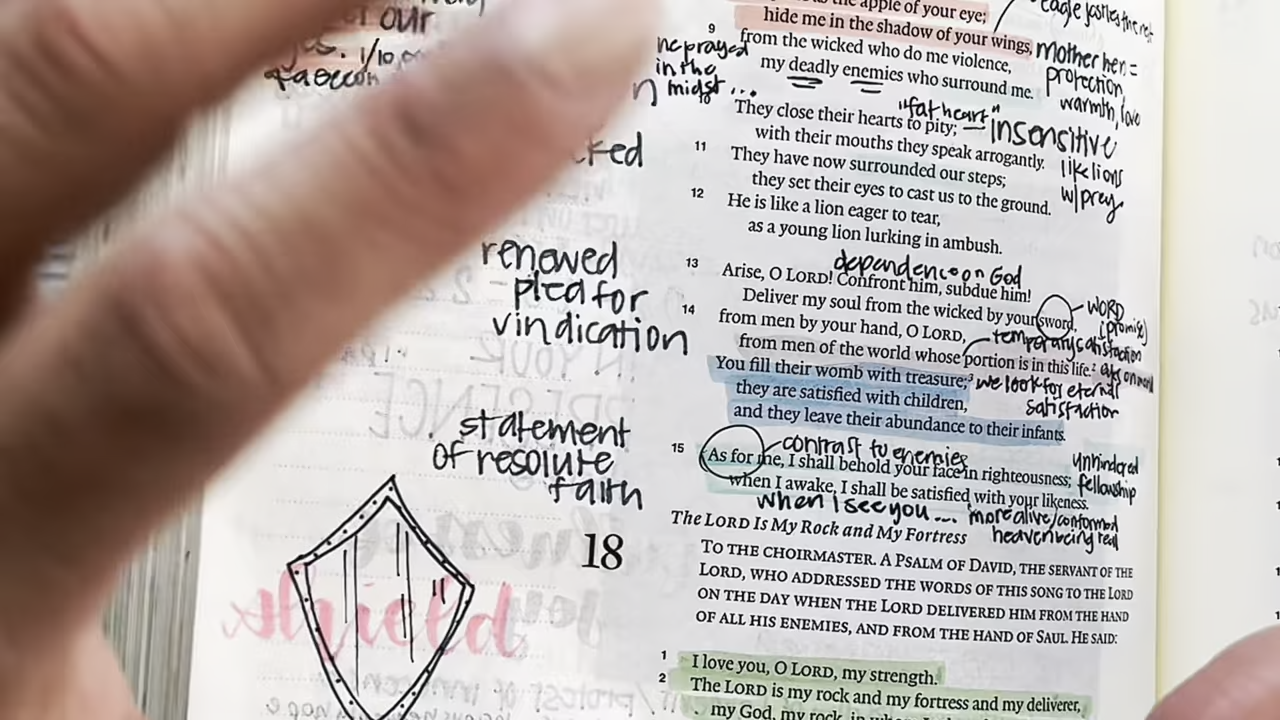 our
the apple of your eye;
hide me in the shadow of your wings,
9 from the wicked who do me violence,
my deadly enemies who surround me.
he prayed
in the
midst...
mother hen =
protection,
warmth, love
"fat heart"
10 They close their hearts to pity; — insensitive
with their mouths they speak arrogantly.
11 They have now surrounded our steps;
they set their eyes to cast us to the ground.
like lions
w/ prey
12 He is like a lion eager to tear,
as a young lion lurking in ambush.
renewed
plea for
vindication
dependence on God
13 Arise, O LORD! Confront him, subdue him!
Deliver my soul from the wicked by your sword,
WORD
(promise)
14 from men by your hand, O LORD,
temporary satisfaction
from men of the world whose portion is in this life.²
You fill their womb with treasure;³
we look for eternal
satisfaction
they are satisfied with children,
and they leave their abundance to their infants.
statement
of resolute
faith
contrast to enemies
15 As for me, I shall behold your face in righteousness;
unhindered
fellowship
when I awake, I shall be satisfied with your likeness.
when I see you ... more alive/conformed
heaven being real
The LORD Is My Rock and My Fortress
18
TO THE CHOIRMASTER. A PSALM OF DAVID, THE SERVANT OF THE
LORD, WHO ADDRESSED THE WORDS OF THIS SONG TO THE LORD
ON THE DAY WHEN THE LORD DELIVERED HIM FROM THE HAND
OF ALL HIS ENEMIES, AND FROM THE HAND OF SAUL. HE SAID:
shield
1 I love you, O LORD, my strength.
2 The LORD is my rock and my fortress and my deliverer,
my God, my rock, in